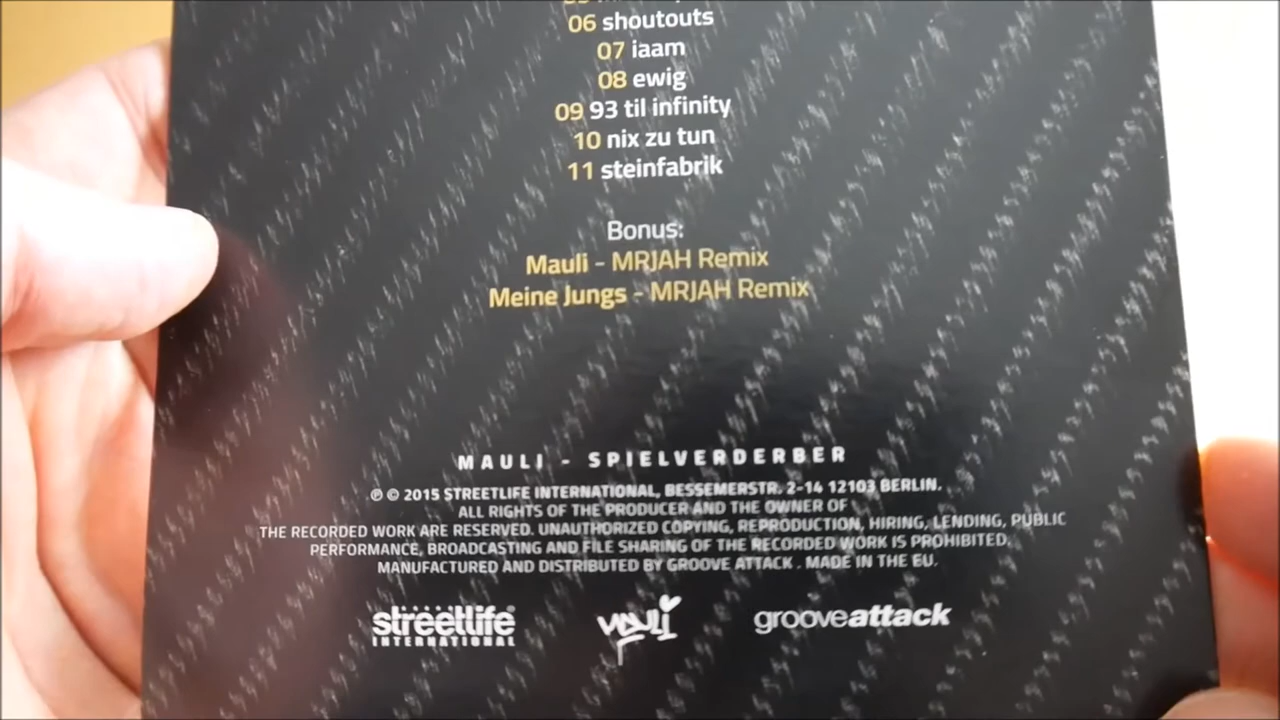 06 shoutouts
07 iaam
08 ewig
09 93 til infinity
10 nix zu tun
11 steinfabrik
Bonus:
Mauli - MRJAH Remix
Meine Jungs - MRJAH Remix
MAULI - SPIELVERDERBER
℗ © 2015 STREETLIFE INTERNATIONAL, BESSEMERSTR. 2-14 12103 BERLIN.
ALL RIGHTS OF THE PRODUCER AND THE OWNER OF
THE RECORDED WORK ARE RESERVED. UNAUTHORIZED COPYING, REPRODUCTION, HIRING, LENDING, PUBLIC
PERFORMANCE, BROADCASTING AND FILE SHARING OF THE RECORDED WORK IS PROHIBITED.
MANUFACTURED AND DISTRIBUTED BY GROOVE ATTACK . MADE IN THE EU.
streetlife® mauli grooveattack
INTERNATIONAL